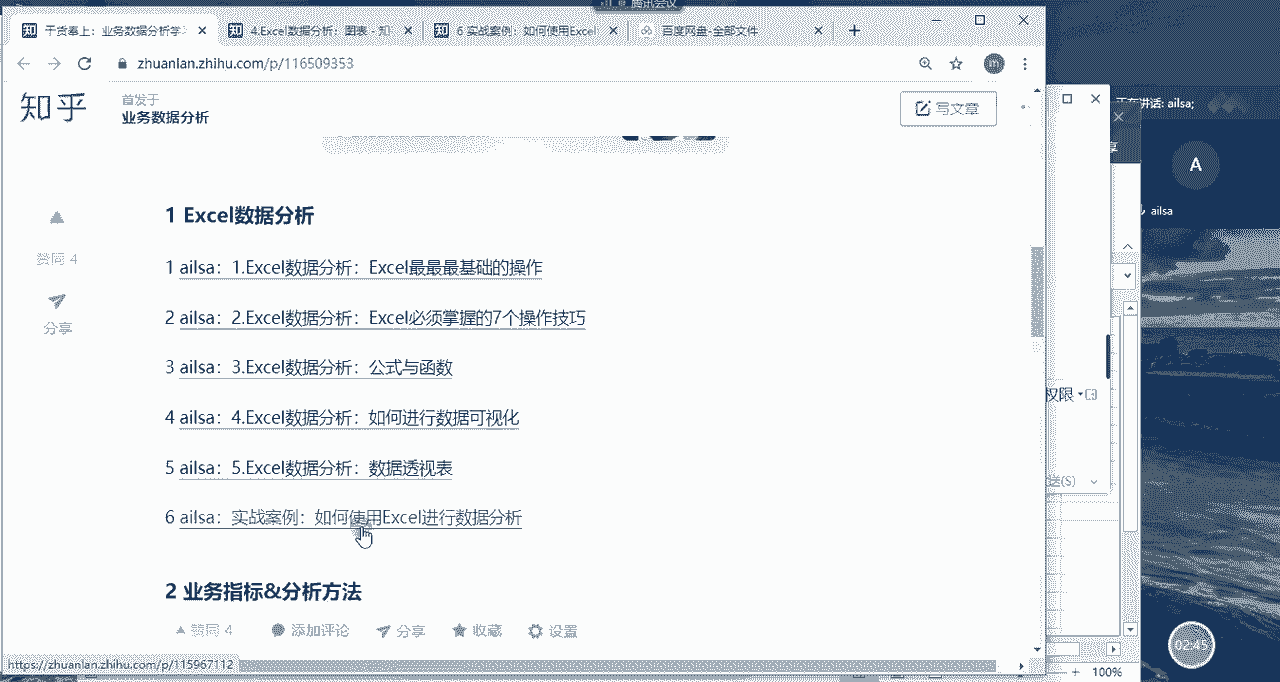 腾讯会议
干货奉上：业务数据分析学
4.Excel数据分析：图表 - 知
6 实战案例：如何使用Excel
百度网盘-全部文件
zhuanlan.zhihu.com/p/116509353
m
知乎
首发于
业务数据分析
写文章
正在讲话: ailsa;
享
A
ailsa
1 Excel数据分析
1 ailsa：1.Excel数据分析：Excel最最最基础的操作
2 ailsa：2.Excel数据分析：Excel必须掌握的7个操作技巧
3 ailsa：3.Excel数据分析：公式与函数
4 ailsa：4.Excel数据分析：如何进行数据可视化
5 ailsa：5.Excel数据分析：数据透视表
6 ailsa：实战案例：如何使用Excel进行数据分析
赞同 4
分享
权限
送(S)
2 业务指标&分析方法
赞同 4 添加评论 分享 收藏 设置
https://zhuanlan.zhihu.com/p/115967112
02:45
100%